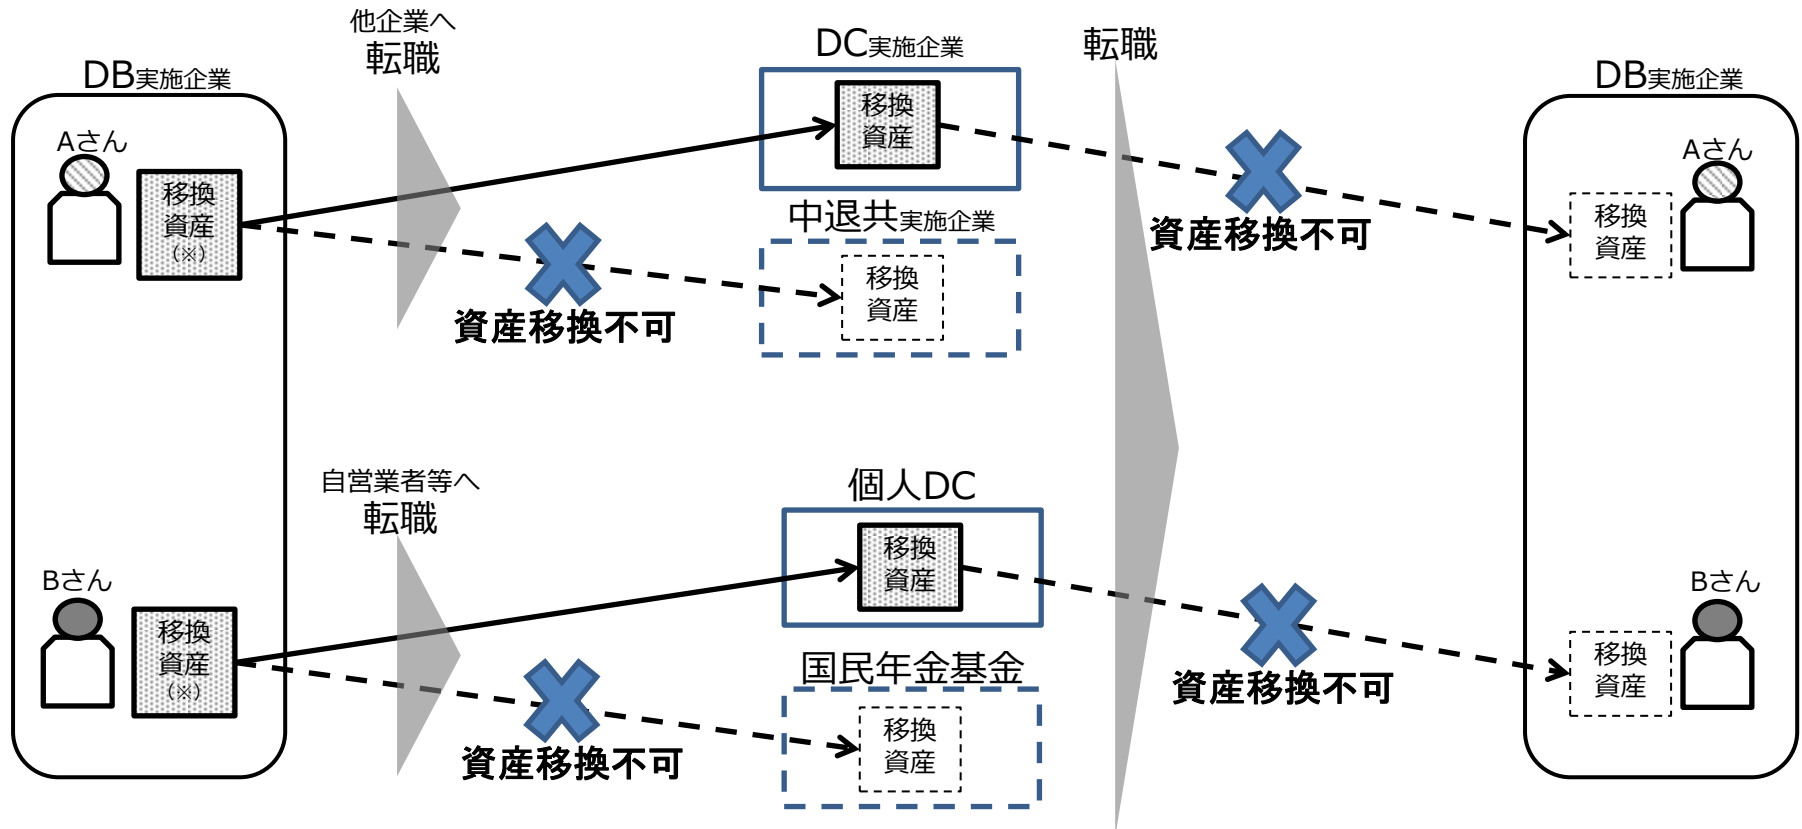 他企業へ
転職
DB実施企業
Aさん
移換
資産
（※）
資産移換不可
DC実施企業
移換
資産
中退共実施企業
移換
資産
転職
資産移換不可
DB実施企業
Aさん
移換
資産
自営業者等へ
転職
Bさん
移換
資産
（※）
資産移換不可
個人DC
移換
資産
国民年金基金
移換
資産
資産移換不可
Bさん
移換
資産